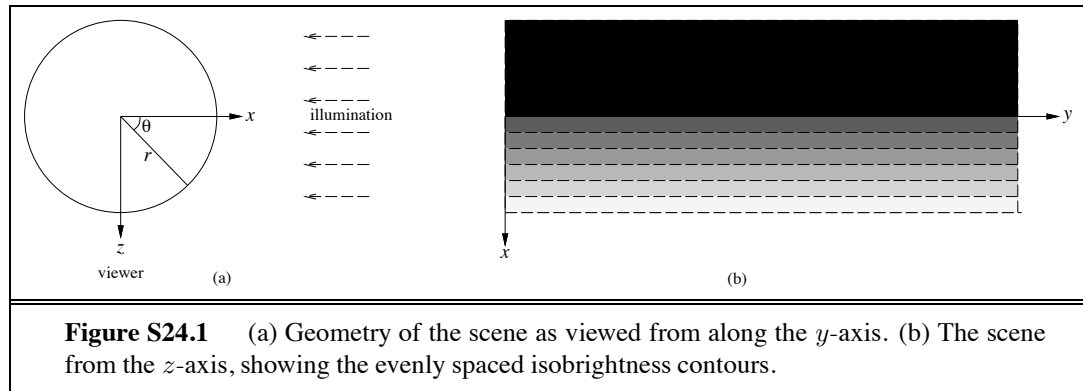 x
θ
r
z
viewer
(a)
illumination
y
x
(b)
Figure S24.1 (a) Geometry of the scene as viewed from along the y-axis. (b) The scene
from the z-axis, showing the evenly spaced isobrightness contours.